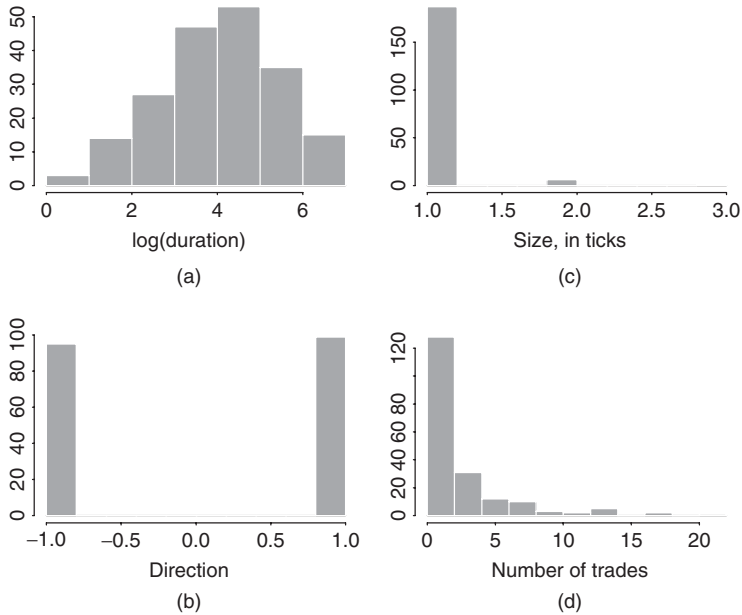 0 10 20 30 40 50
0 2 4 6
log(duration)
(a)
0 50 100 150
1.0 1.5 2.0 2.5 3.0
Size, in ticks
(c)
0 20 40 60 80 100
−1.0 −0.5 0.0 0.5 1.0
Direction
(b)
0 20 40 60 80 120
0 5 10 15 20
Number of trades
(d)